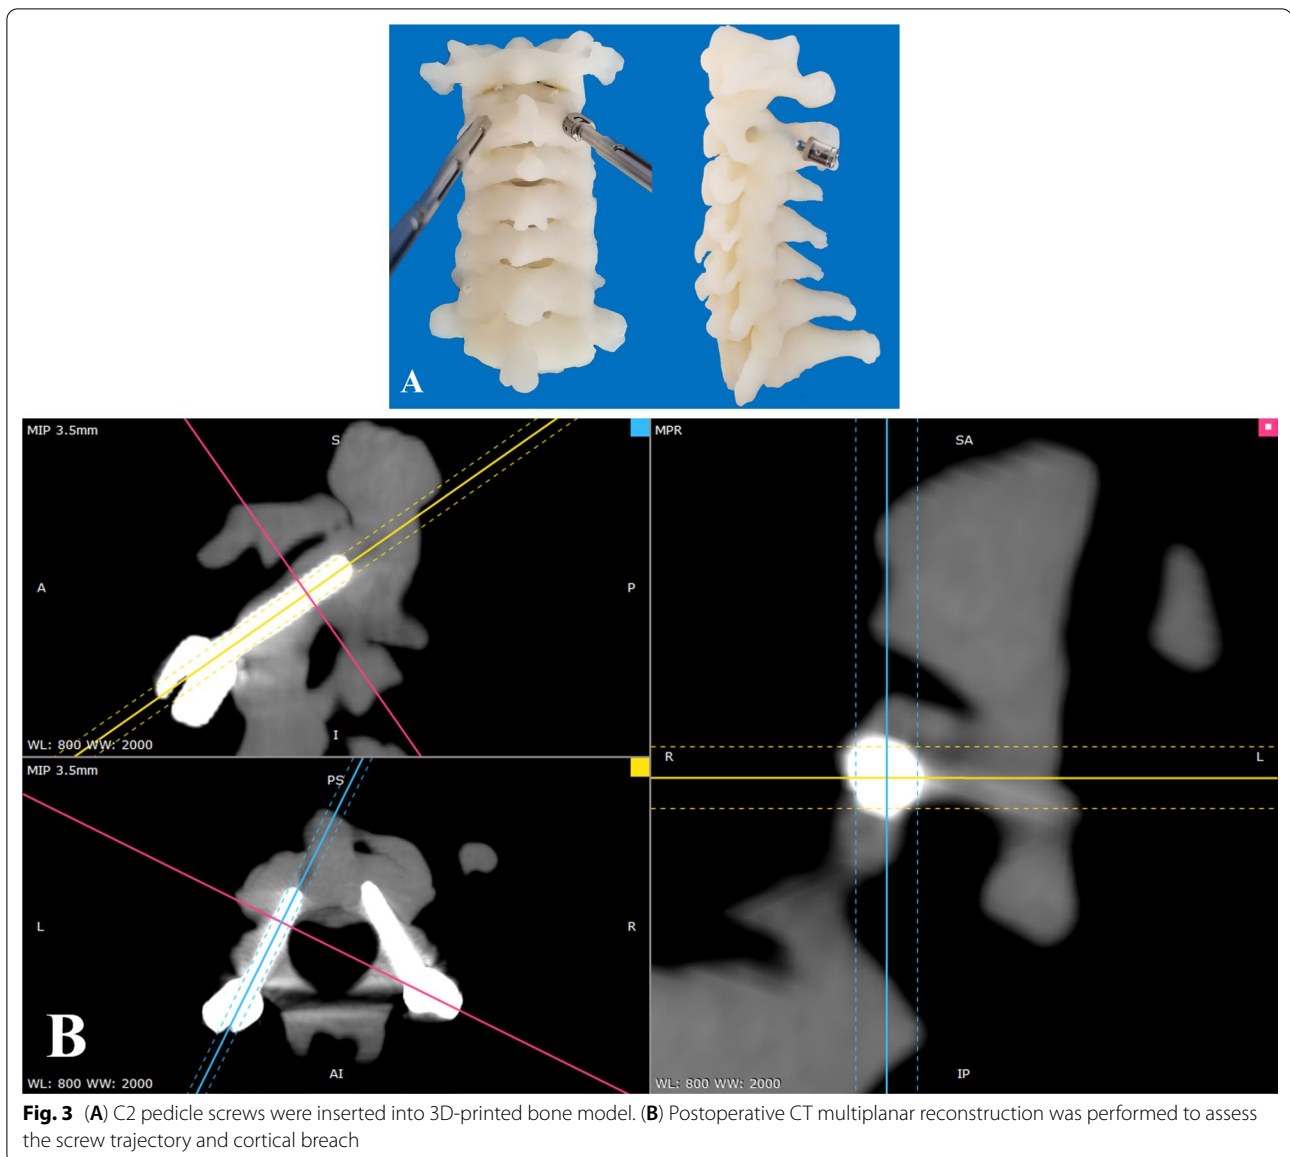 A
MIP 3.5mm
S
A
P
I
WL: 800 WW: 2000
MIP 3.5mm
PS
L
R
AI
B
WL: 800 WW: 2000
MPR
SA
R
L
IP
WL: 800 WW: 2000
Fig. 3 (A) C2 pedicle screws were inserted into 3D-printed bone model. (B) Postoperative CT multiplanar reconstruction was performed to assess
the screw trajectory and cortical breach